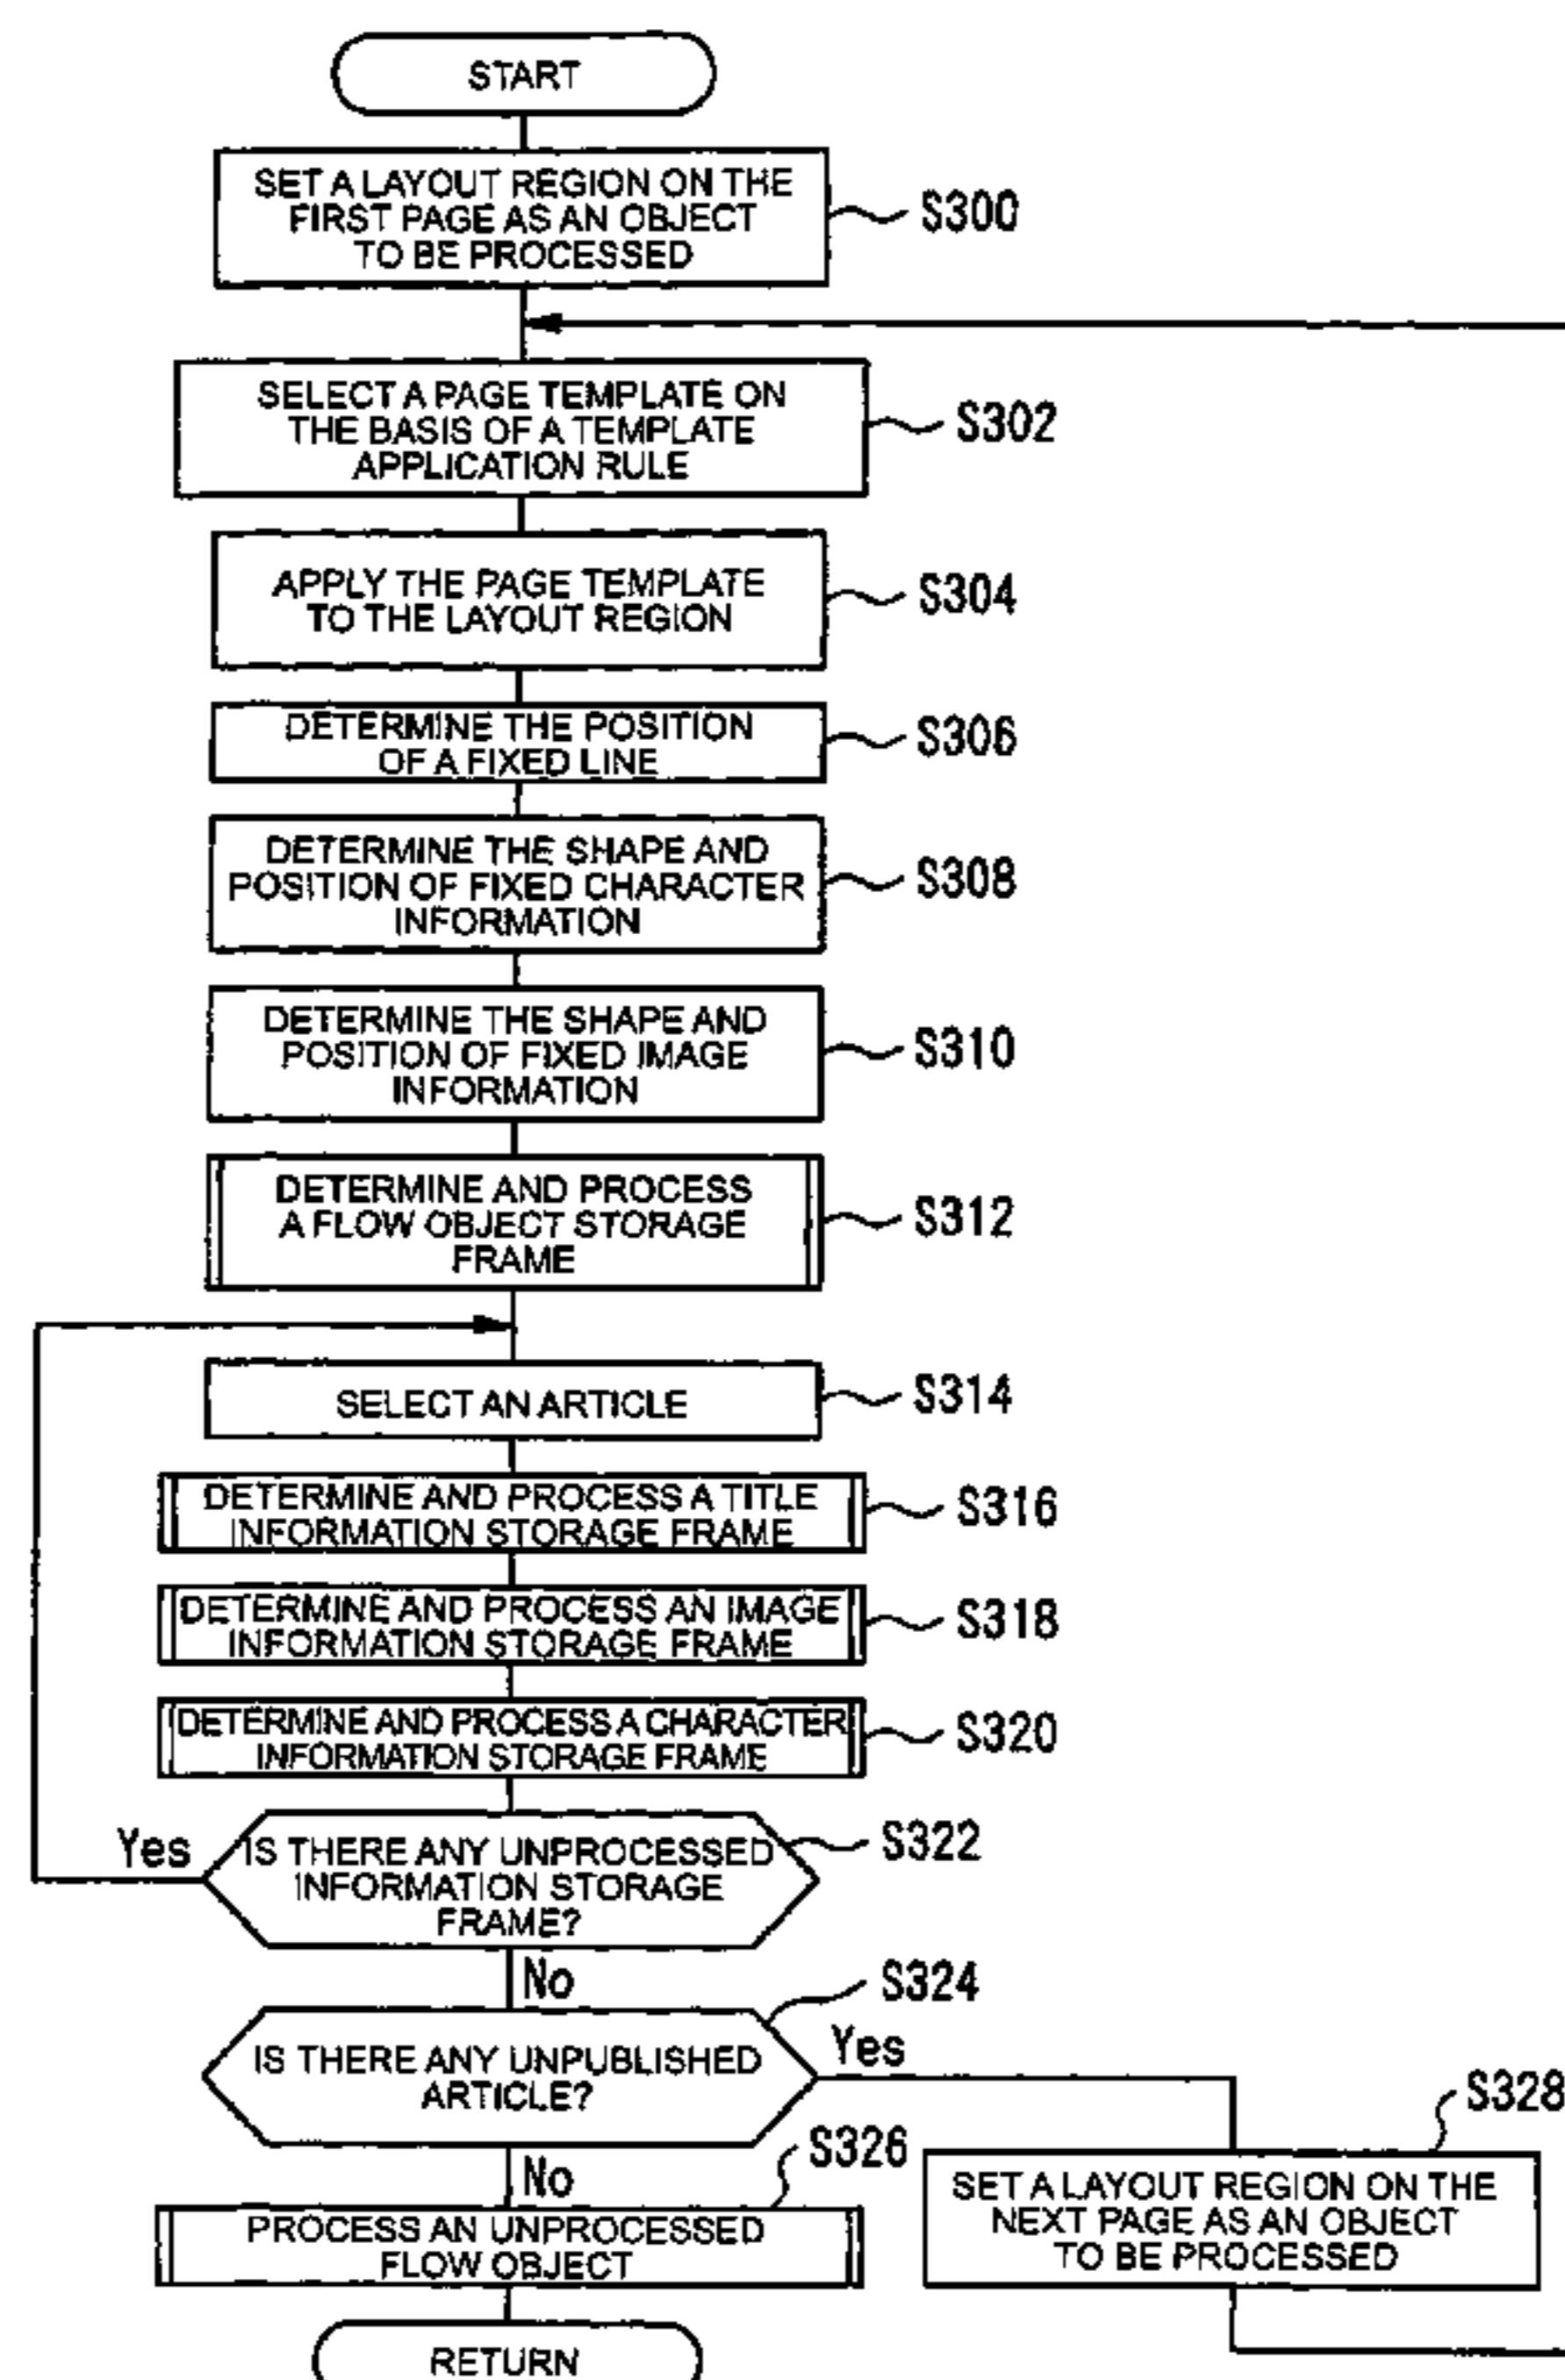 START
SET A LAYOUT REGION ON THE
FIRST PAGE AS AN OBJECT
TO BE PROCESSED
S300
SELECT A PAGE TEMPLATE ON
THE BASIS OF A TEMPLATE
APPLICATION RULE
S302
APPLY THE PAGE TEMPLATE
TO THE LAYOUT REGION
S304
DETERMINE THE POSITION
OF A FIXED LINE
S306
DETERMINE THE SHAPE AND
POSITION OF FIXED CHARACTER
INFORMATION
S308
DETERMINE THE SHAPE AND
POSITION OF FIXED IMAGE
INFORMATION
S310
DETERMINE AND PROCESS
A FLOW OBJECT STORAGE
FRAME
S312
SELECT AN ARTICLE
S314
DETERMINE AND PROCESS A TITLE
INFORMATION STORAGE FRAME
S316
DETERMINE AND PROCESS AN IMAGE
INFORMATION STORAGE FRAME
S318
DETERMINE AND PROCESS A CHARACTER
INFORMATION STORAGE FRAME
S320
Yes
IS THERE ANY UNPROCESSED
INFORMATION STORAGE
FRAME?
S322
No
S324
IS THERE ANY UNPUBLISHED
ARTICLE?
Yes
No
S326
PROCESS AN UNPROCESSED
FLOW OBJECT
S328
SET A LAYOUT REGION ON THE
NEXT PAGE AS AN OBJECT
TO BE PROCESSED
RETURN